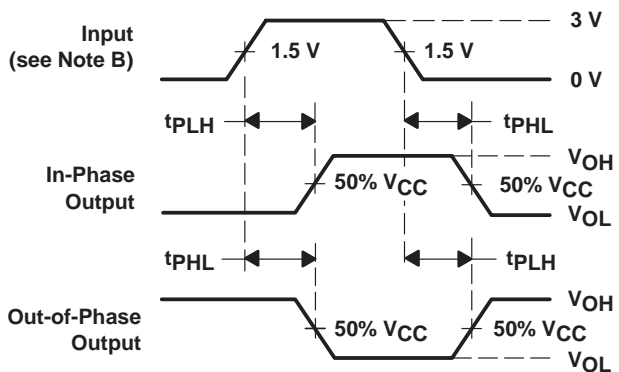 Input
(see Note B)
1.5 V
1.5 V
3 V
0 V
tPLH
tPHL
In-Phase
Output
50% VCC
50% VCC
VOH
VOL
tPHL
tPLH
Out-of-Phase
Output
50% VCC
50% VCC
VOH
VOL